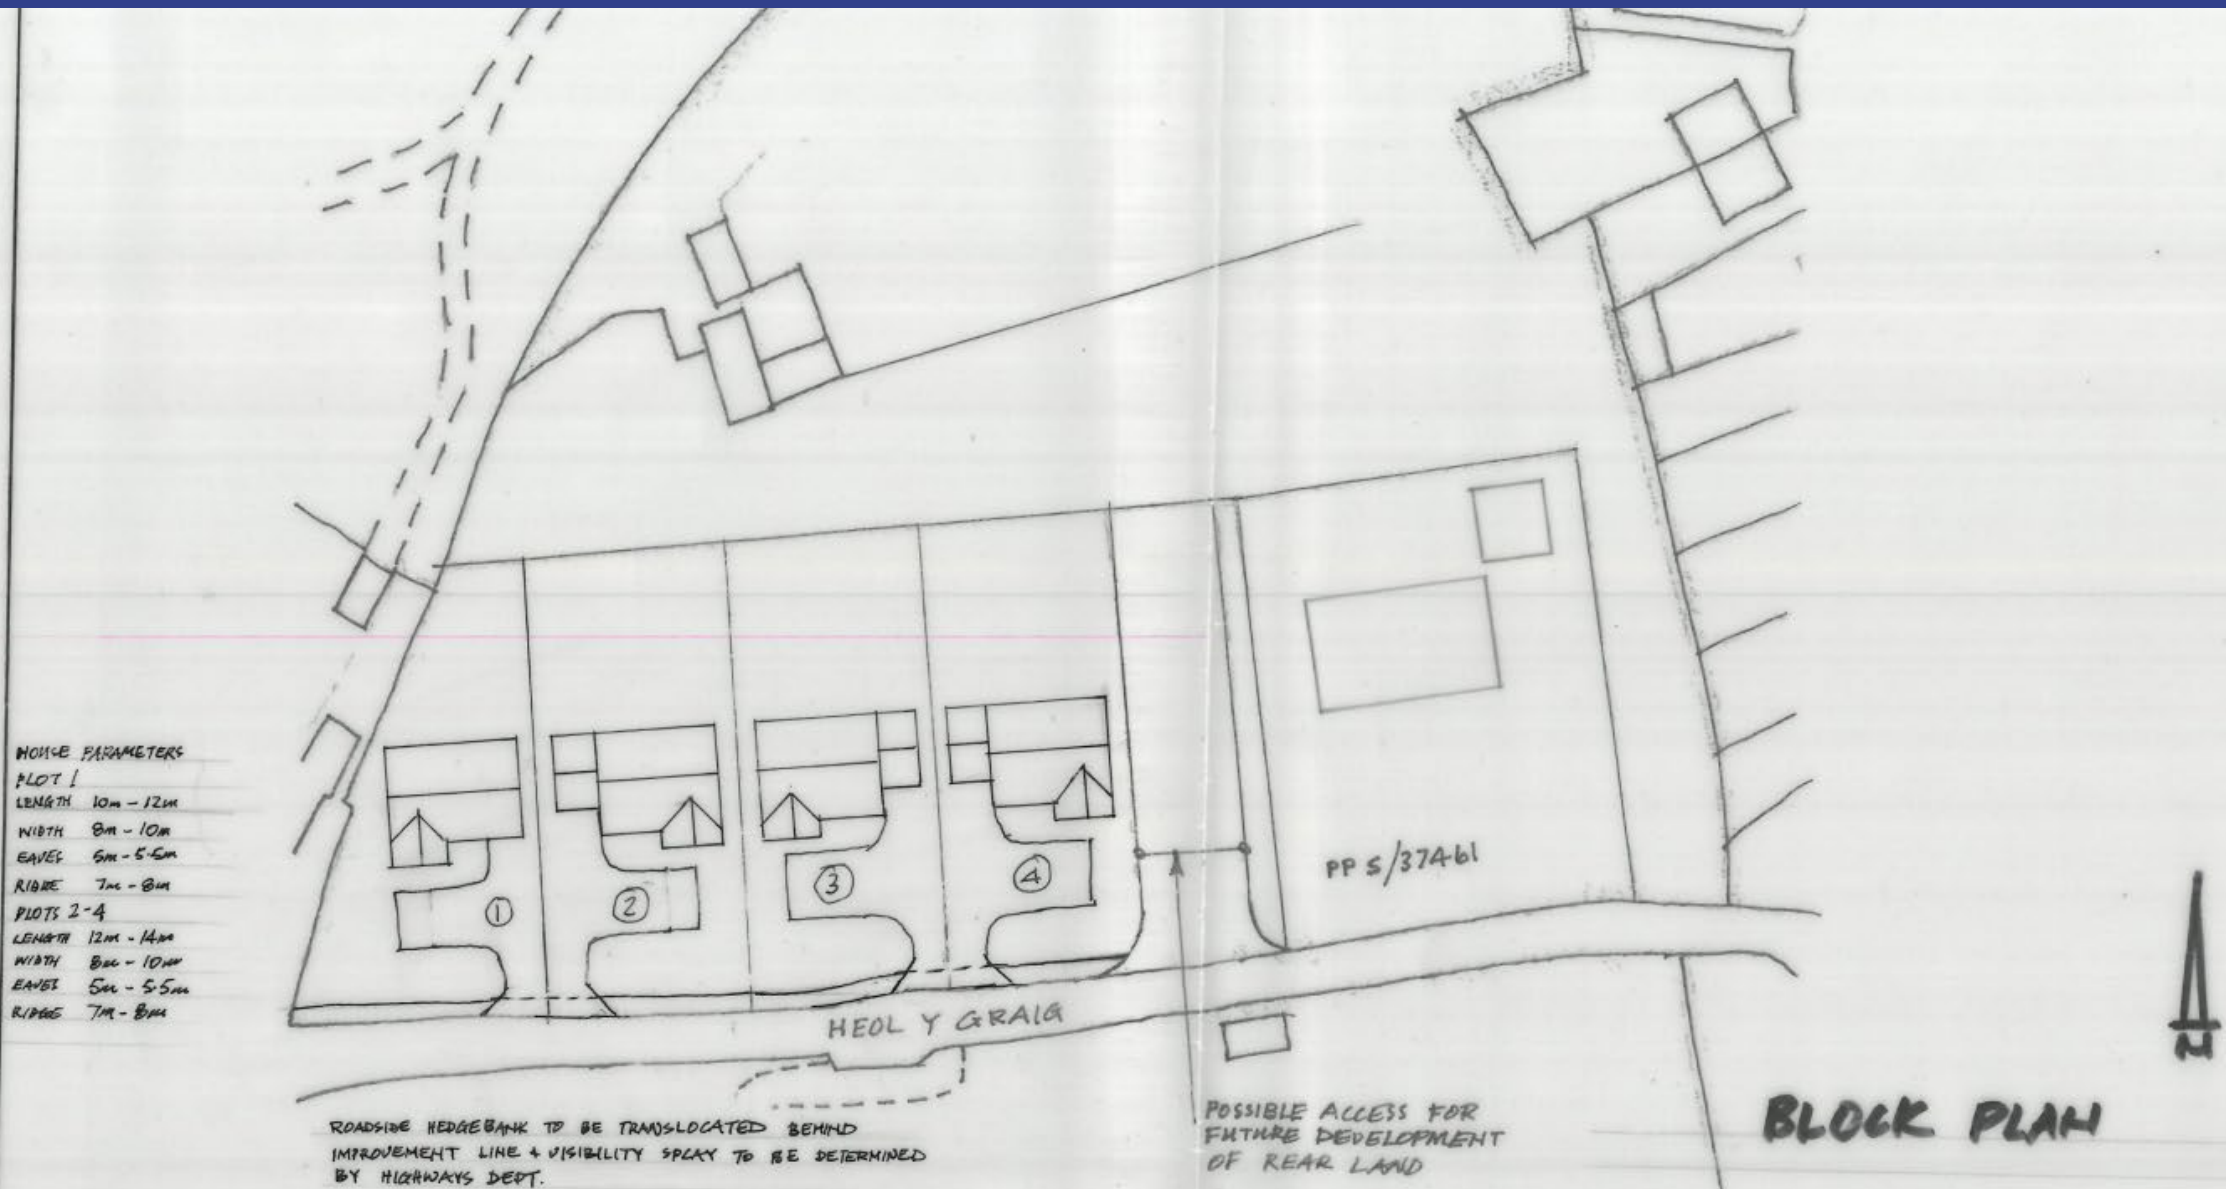 HOUSE PARAMETERS
PLOT 1
LENGTH 10m - 12m
WIDTH 8m - 10m
EAVES 5m - 5.5m
RIDGE 7m - 8m
PLOTS 2-4
LENGTH 12m - 14m
WIDTH 8m - 10m
EAVES 5m - 5.5m
RIDGE 7m - 8m
①
②
③
④
PP S/37461
HEOL Y GRAIG
ROADSIDE HEDGEBANK TO BE TRANSLOCATED BEHIND
IMPROVEMENT LINE + VISIBILITY SPLAY TO BE DETERMINED
BY HIGHWAYS DEPT.
POSSIBLE ACCESS FOR
FUTURE DEVELOPMENT
OF REAR LAND
BLOCK PLAN
N